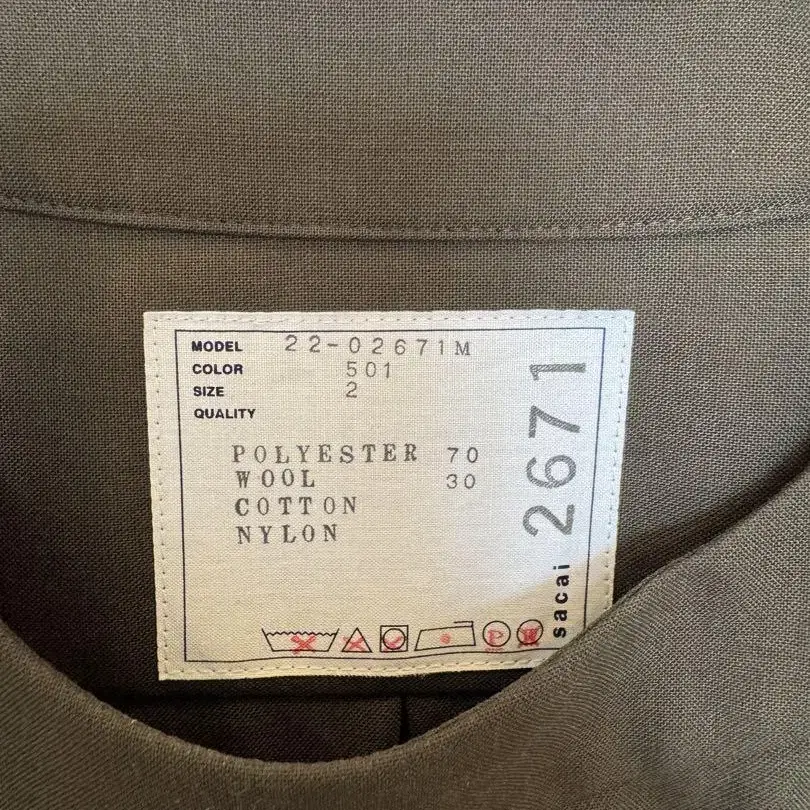 MODEL 22-02671M
COLOR 501
SIZE 2
QUALITY
POLYESTER 70
WOOL 30
COTTON
NYLON
P W
sacai 2671